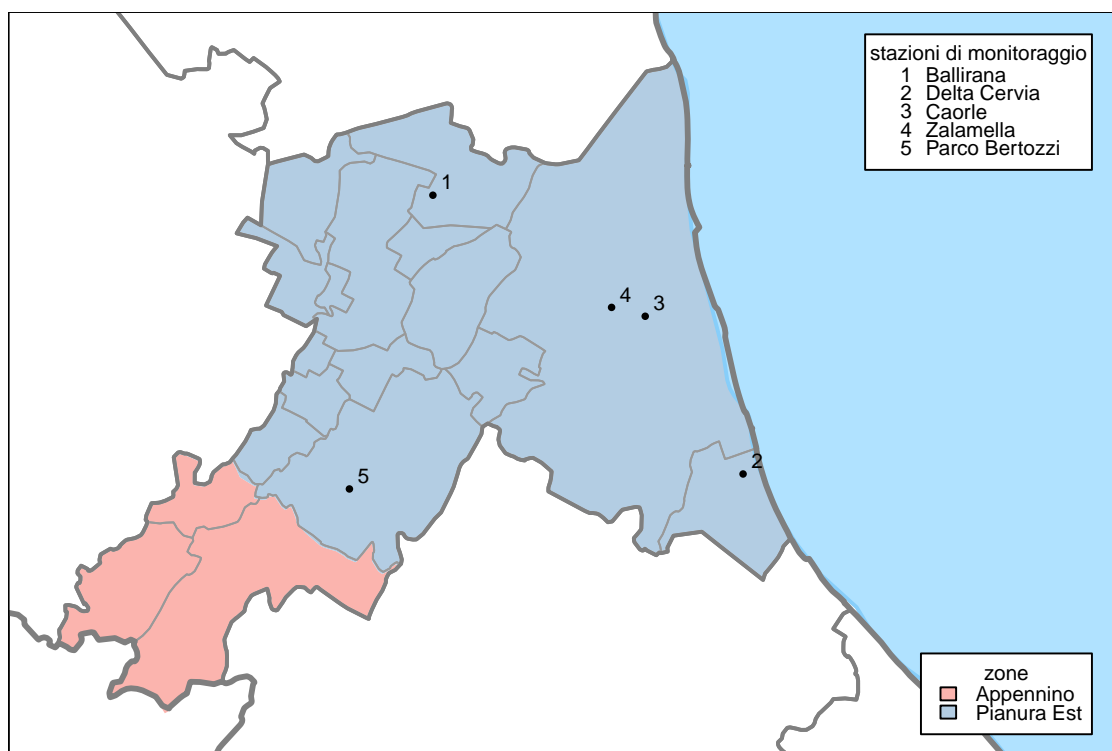 stazioni di monitoraggio
1 Ballirana
2 Delta Cervia
3 Caorle
4 Zalamella
5 Parco Bertozzi
1
4
3
2
5
zone
Appennino
Pianura Est